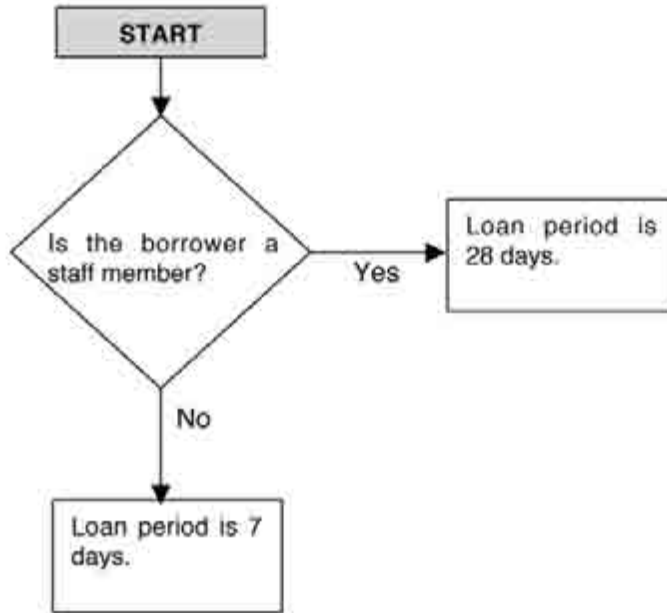 START
Is the borrower a
staff member?
Yes
Loan period is
28 days.
No
Loan period is 7
days.